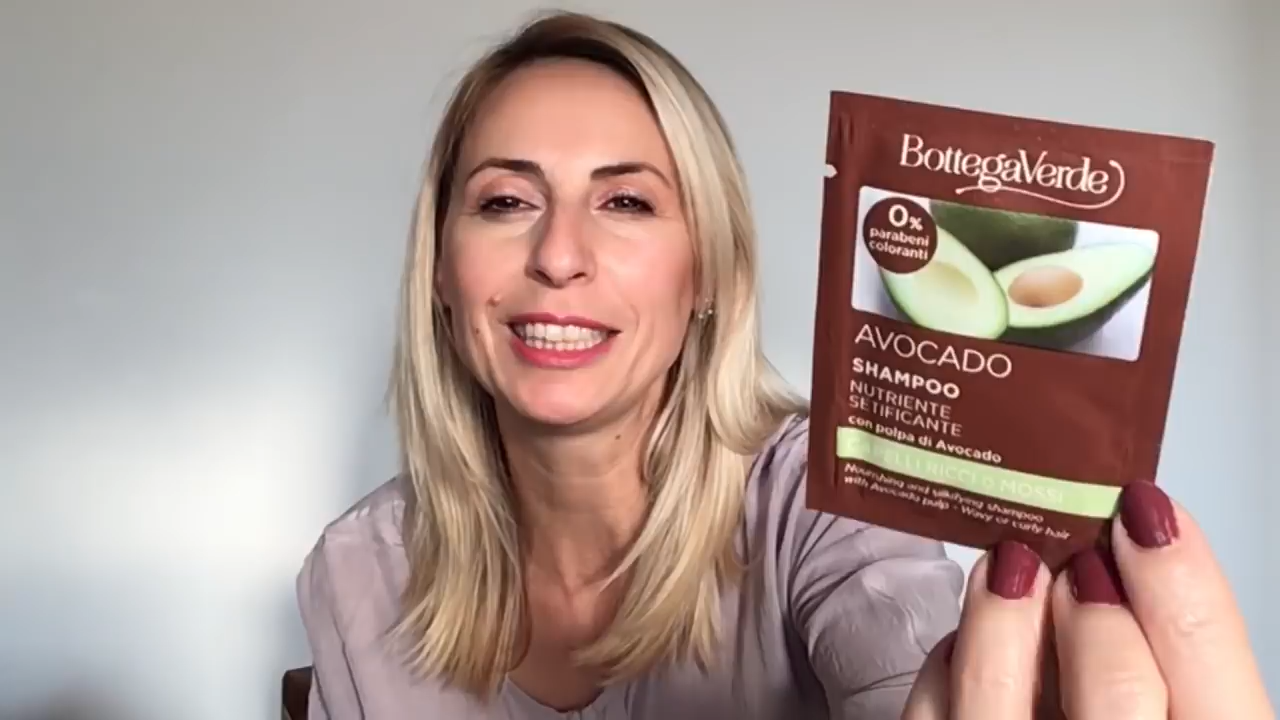 BottegaVerde
0%
parabeni
coloranti
AVOCADO
SHAMPOO
NUTRIENTE
SETIFICANTE
con polpa di Avocado
CAPELLI RICCI O MOSSI
Nourishing and silkifying shampoo
with Avocado pulp - Wavy or curly hair